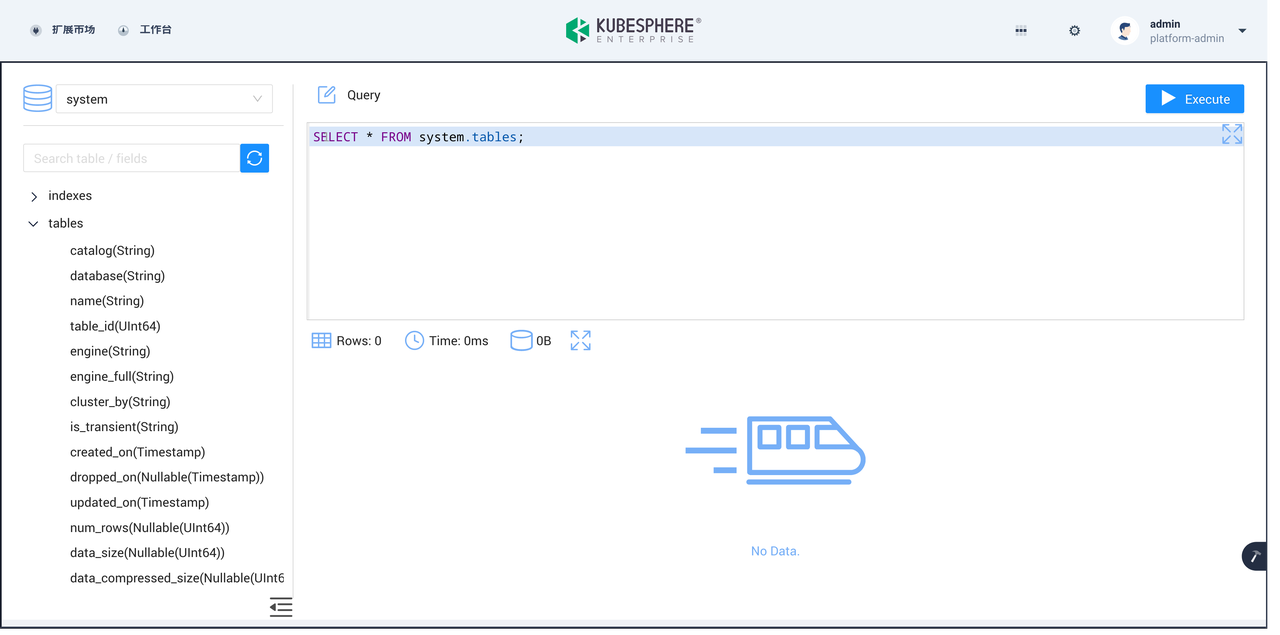 扩展市场
工作台
KUBESPHERE®
ENTERPRISE
admin
platform-admin
system
Query
Execute
SELECT * FROM system.tables;
Search table / fields
indexes
tables
catalog(String)
database(String)
name(String)
table_id(UInt64)
engine(String)
engine_full(String)
cluster_by(String)
is_transient(String)
created_on(Timestamp)
dropped_on(Nullable(Timestamp))
updated_on(Timestamp)
num_rows(Nullable(UInt64))
data_size(Nullable(UInt64))
data_compressed_size(Nullable(UInt6
Rows: 0
Time: 0ms
0B
No Data.